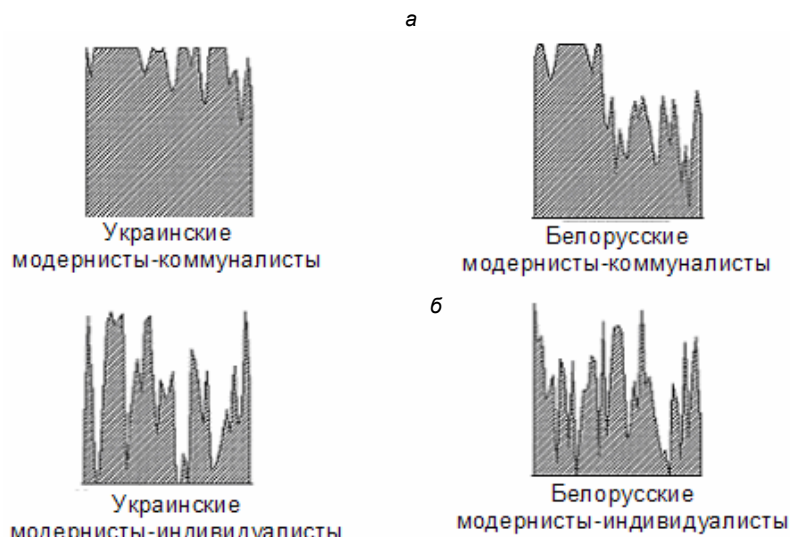 а
Украинские
модернисты-коммуналисты
Белорусские
модернисты-коммуналисты
б
Украинские
модернисты-индивидуалисты
Белорусские
модернисты-индивидуалисты